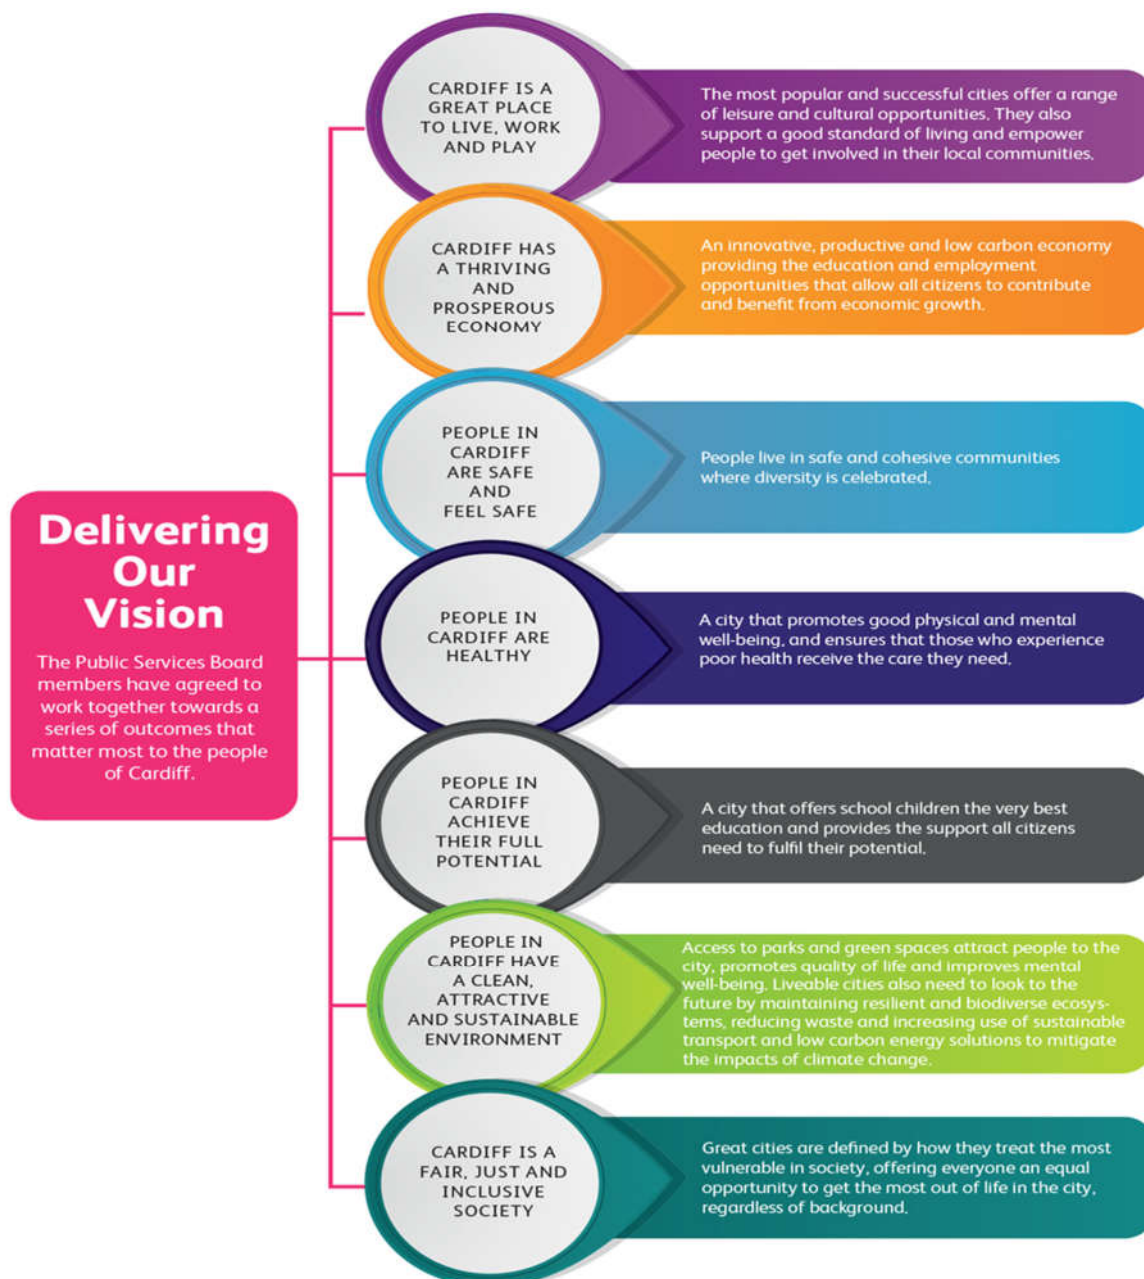 Delivering
Our
Vision
The Public Services Board
members have agreed to
work together towards a
series of outcomes that
matter most to the people
of Cardiff.
CARDIFF IS A
GREAT PLACE
TO LIVE, WORK
AND PLAY
The most popular and successful cities offer a range
of leisure and cultural opportunities. They also
support a good standard of living and empower
people to get involved in their local communities.
CARDIFF HAS
A THRIVING
AND
PROSPEROUS
ECONOMY
An innovative, productive and low carbon economy
providing the education and employment
opportunities that allow all citizens to contribute
and benefit from economic growth.
PEOPLE IN
CARDIFF
ARE SAFE
AND
FEEL SAFE
People live in safe and cohesive communities
where diversity is celebrated.
PEOPLE IN
CARDIFF ARE
HEALTHY
A city that promotes good physical and mental
well-being, and ensures that those who experience
poor health receive the care they need.
PEOPLE IN
CARDIFF
ACHIEVE
THEIR FULL
POTENTIAL
A city that offers school children the very best
education and provides the support all citizens
need to fulfil their potential.
PEOPLE IN
CARDIFF HAVE
A CLEAN,
ATTRACTIVE
AND SUSTAINABLE
ENVIRONMENT
Access to parks and green spaces attract people to the
city, promotes quality of life and improves mental
well-being. Liveable cities also need to look to the
future by maintaining resilient and biodiverse ecosys-
tems, reducing waste and increasing use of sustainable
transport and low carbon energy solutions to mitigate
the impacts of climate change.
CARDIFF IS A
FAIR, JUST AND
INCLUSIVE
SOCIETY
Great cities are defined by how they treat the most
vulnerable in society, offering everyone an equal
opportunity to get the most out of life in the city,
regardless of background.